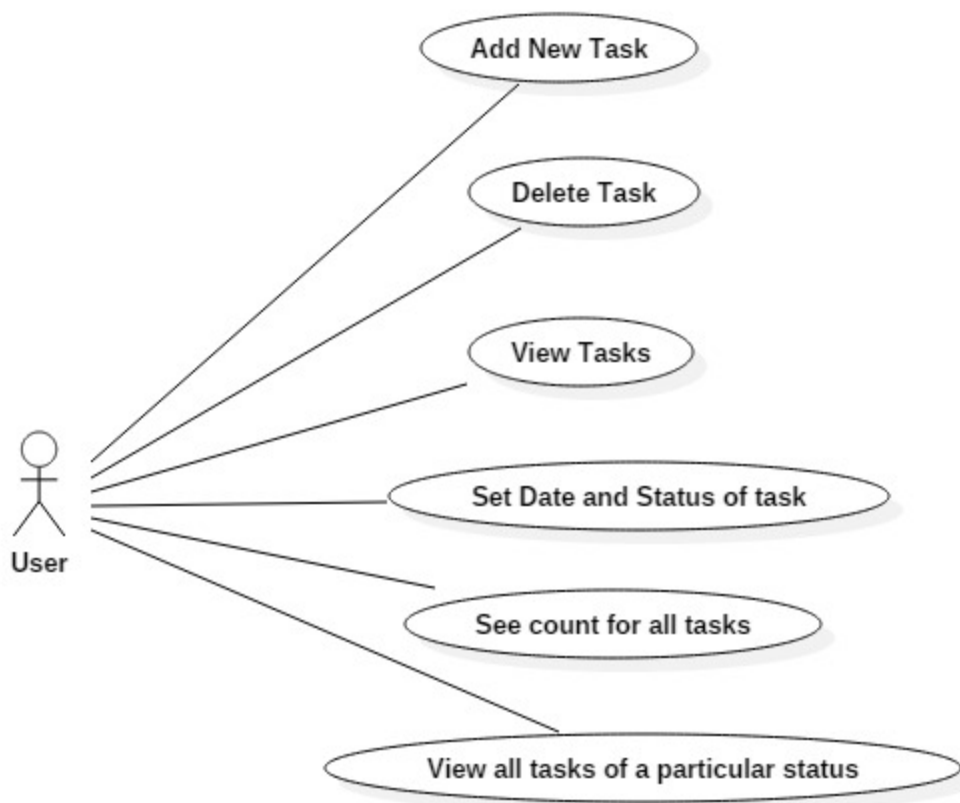 Add New Task
Delete Task
View Tasks
Set Date and Status of task
User
See count for all tasks
View all tasks of a particular status